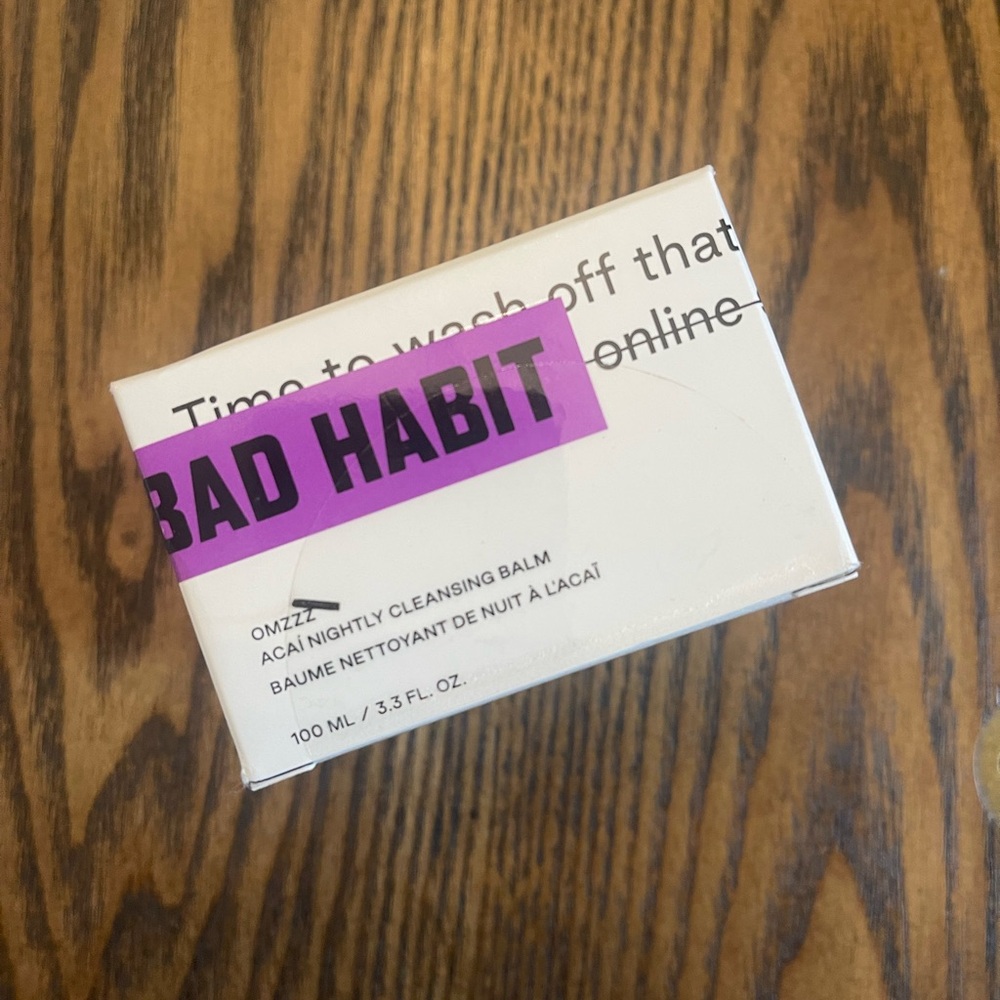 Time to wash off that
online
BAD HABIT
OMZZZ
ACAÍ NIGHTLY CLEANSING BALM
BAUME NETTOYANT DE NUIT À L'ACAÏ
100 ML / 3.3 FL. OZ.